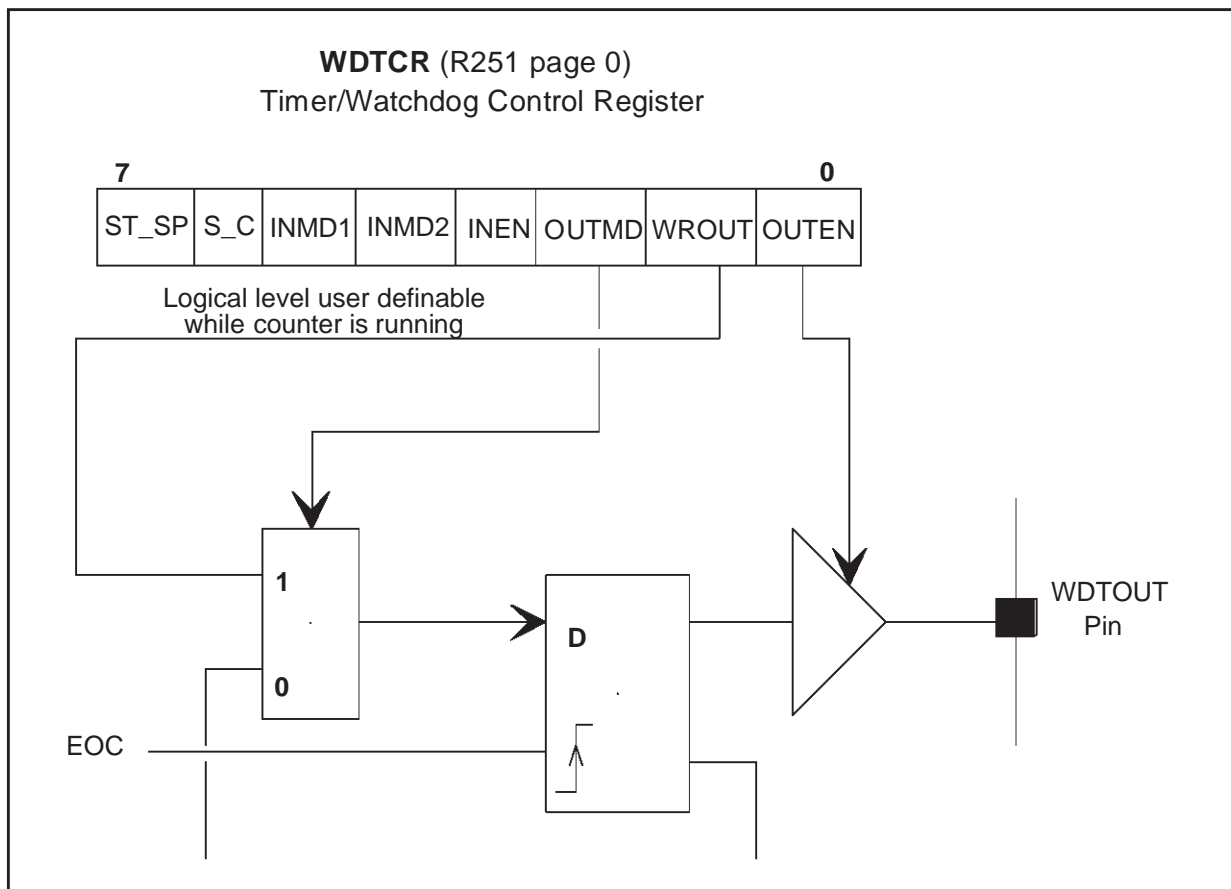 WDTCR (R251 page 0)
Timer/Watchdog Control Register
7 0
ST_SP S_C INMD1 INMD2 INEN OUTMD WROUT OUTEN
Logical level user definable
while counter is running
1
0
D
EOC
WDTOUT
Pin